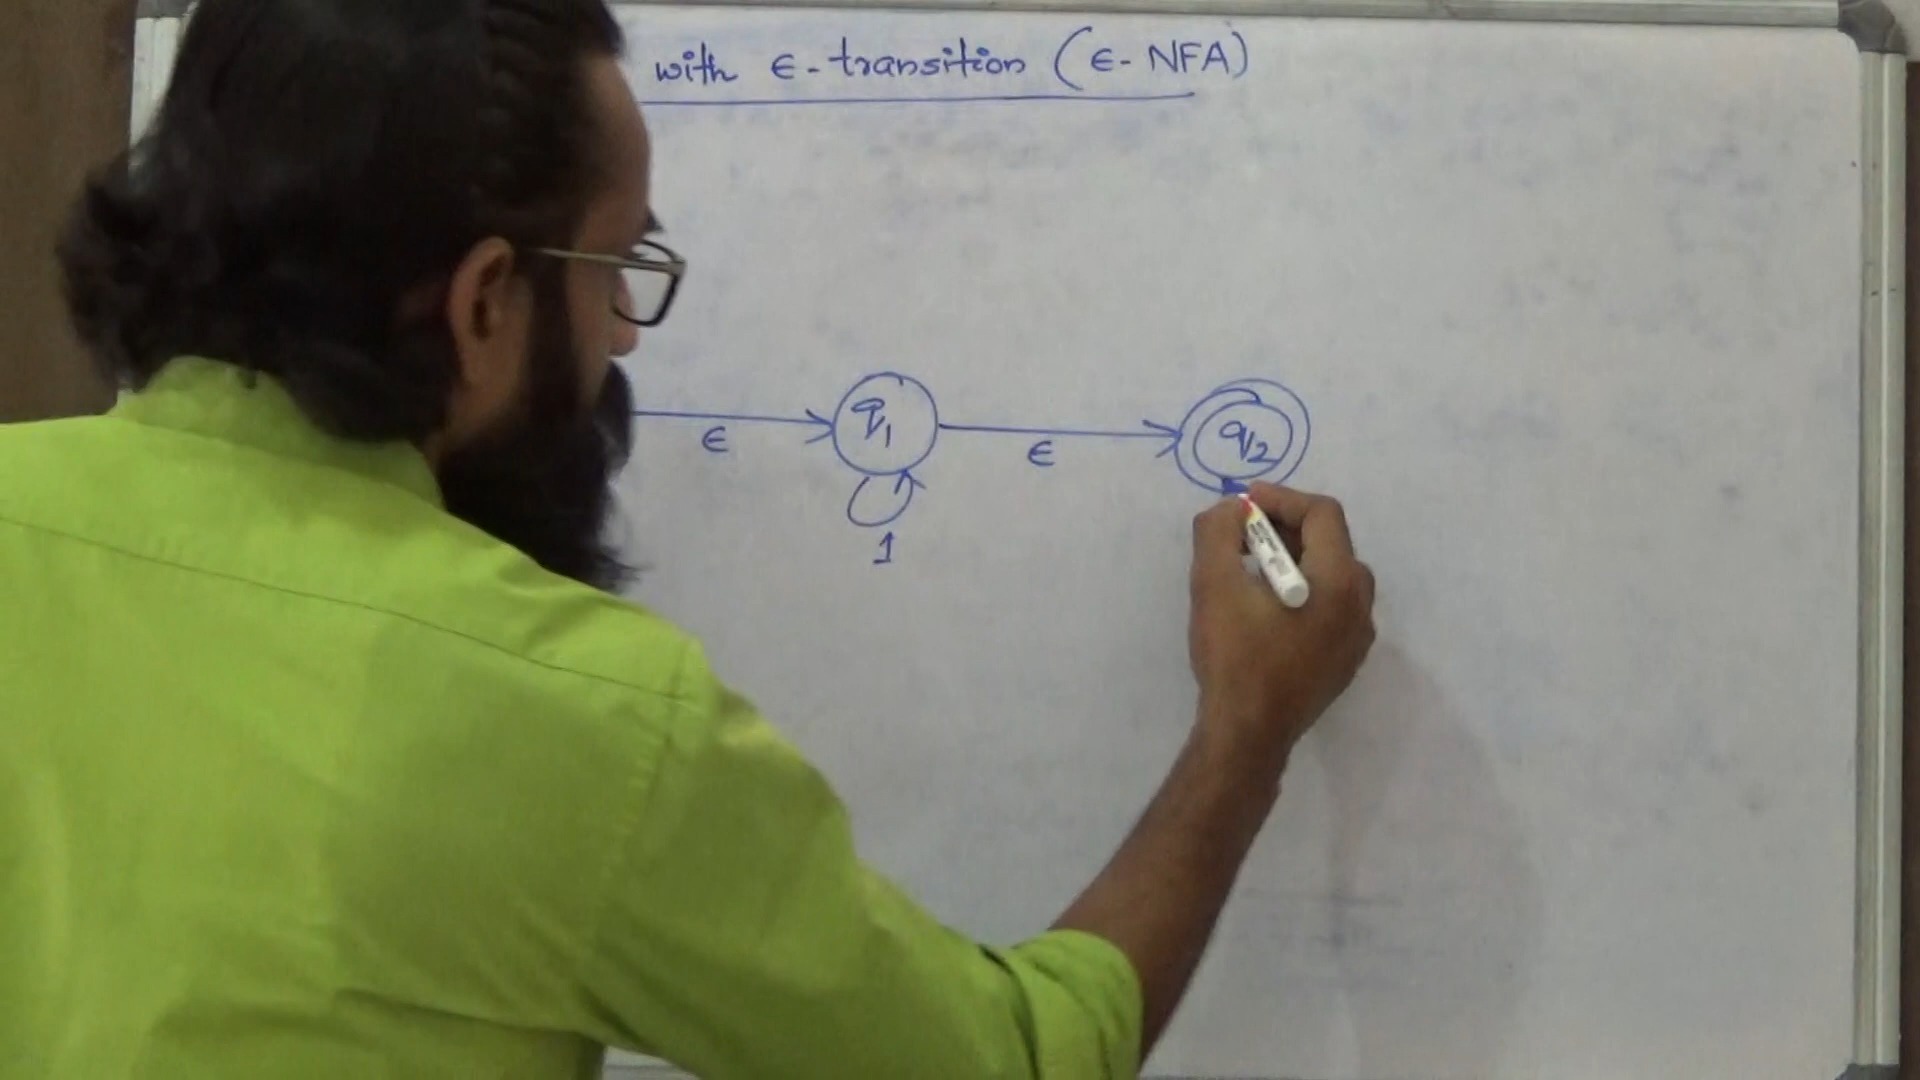 with ϵ-transition (ϵ- NFA)
ϵ q1 ϵ q2
1